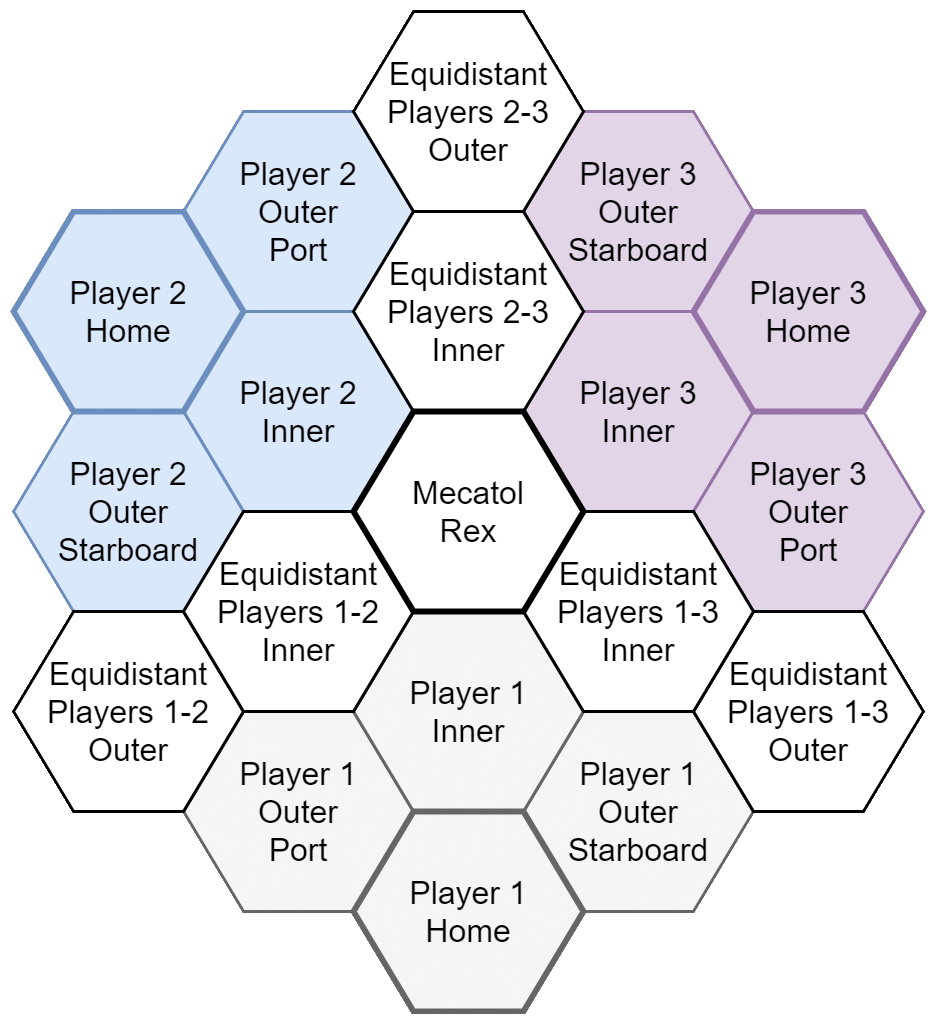 Equidistant
Players 2-3
Outer
Player 2
Outer
Port
Player 3
Outer
Starboard
Player 2
Home
Equidistant
Players 2-3
Inner
Player 3
Home
Player 2
Inner
Player 3
Inner
Player 2
Outer
Starboard
Mecatol
Rex
Player 3
Outer
Port
Equidistant
Players 1-2
Inner
Equidistant
Players 1-3
Inner
Equidistant
Players 1-2
Outer
Player 1
Inner
Equidistant
Players 1-3
Outer
Player 1
Outer
Port
Player 1
Outer
Starboard
Player 1
Home